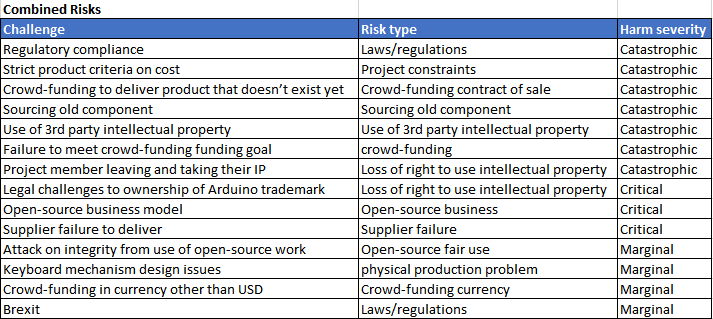 Combined Risks
Challenge Risk type Harm severity
Regulatory compliance Laws/regulations Catastrophic
Strict product criteria on cost Project constraints Catastrophic
Crowd-funding to deliver product that doesn’t exist yet Crowd-funding contract of sale Catastrophic
Sourcing old component Sourcing old component Catastrophic
Use of 3rd party intellectual property Use of 3rd party intellectual property Catastrophic
Failure to meet crowd-funding funding goal crowd-funding Catastrophic
Project member leaving and taking their IP Loss of right to use intellectual property Catastrophic
Legal challenges to ownership of Arduino trademark Loss of right to use intellectual property Critical
Open-source business model Open-source business Critical
Supplier failure to deliver Supplier failure Critical
Attack on integrity from use of open-source work Open-source fair use Marginal
Keyboard mechanism design issues physical production problem Marginal
Crowd-funding in currency other than USD Crowd-funding currency Marginal
Brexit Laws/regulations Marginal